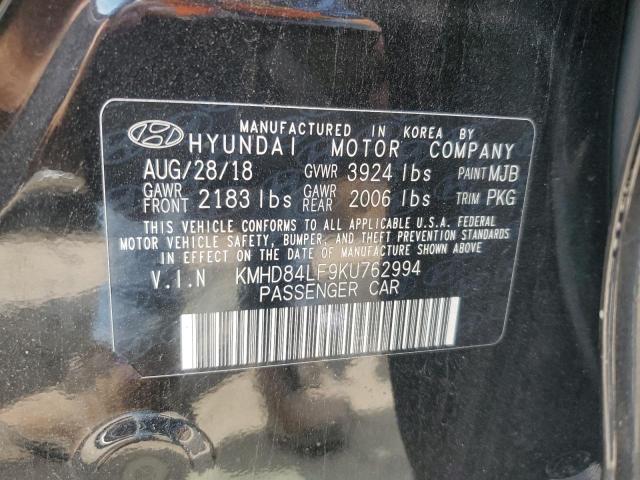 MANUFACTURED IN KOREA BY
HYUNDAI MOTOR COMPANY
AUG/28/18 GVWR 3924 lbs PAINT MJB
GAWR FRONT 2183 lbs GAWR REAR 2006 lbs TRIM PKG
THIS VEHICLE CONFORMS TO ALL APPLICABLE U.S.A. FEDERAL
MOTOR VEHICLE SAFETY, BUMPER, AND THEFT PREVENTION STANDARDS
IN EFFECT ON THE DATE OF MANUFACTURE SHOWN ABOVE.
V.I.N KMHD84LF9KU762994
PASSENGER CAR